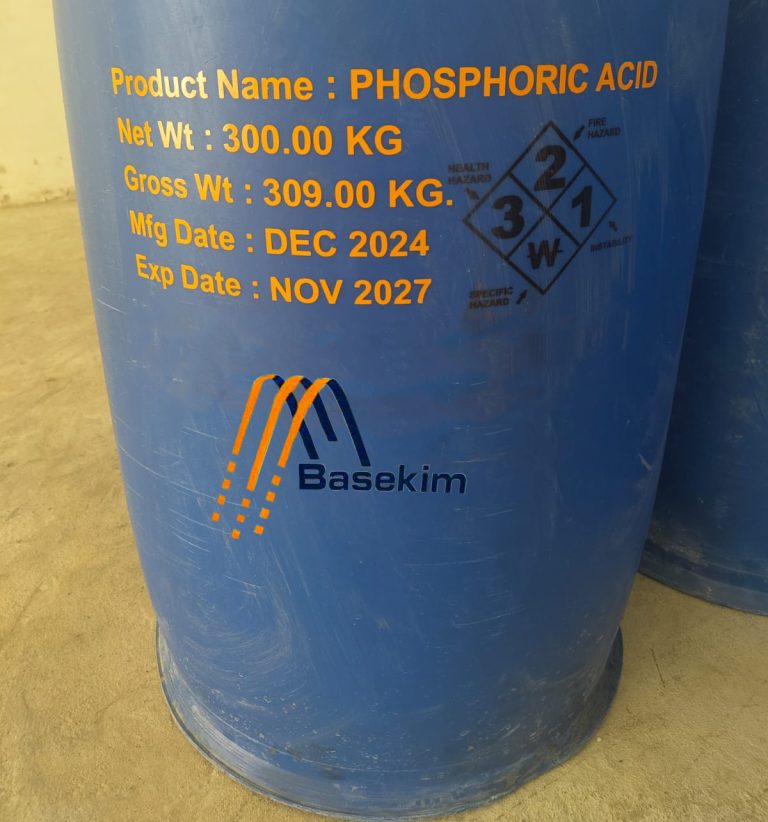 Product Name : PHOSPHORIC ACID
Net Wt : 300.00 KG
Gross Wt : 309.00 KG.
Mfg Date : DEC 2024
Exp Date : NOV 2027
FIRE
HAZARD
HEALTH
HAZARD
2
3
1
W
INSTABILITY
SPECIFIC
HAZARD
Basekim